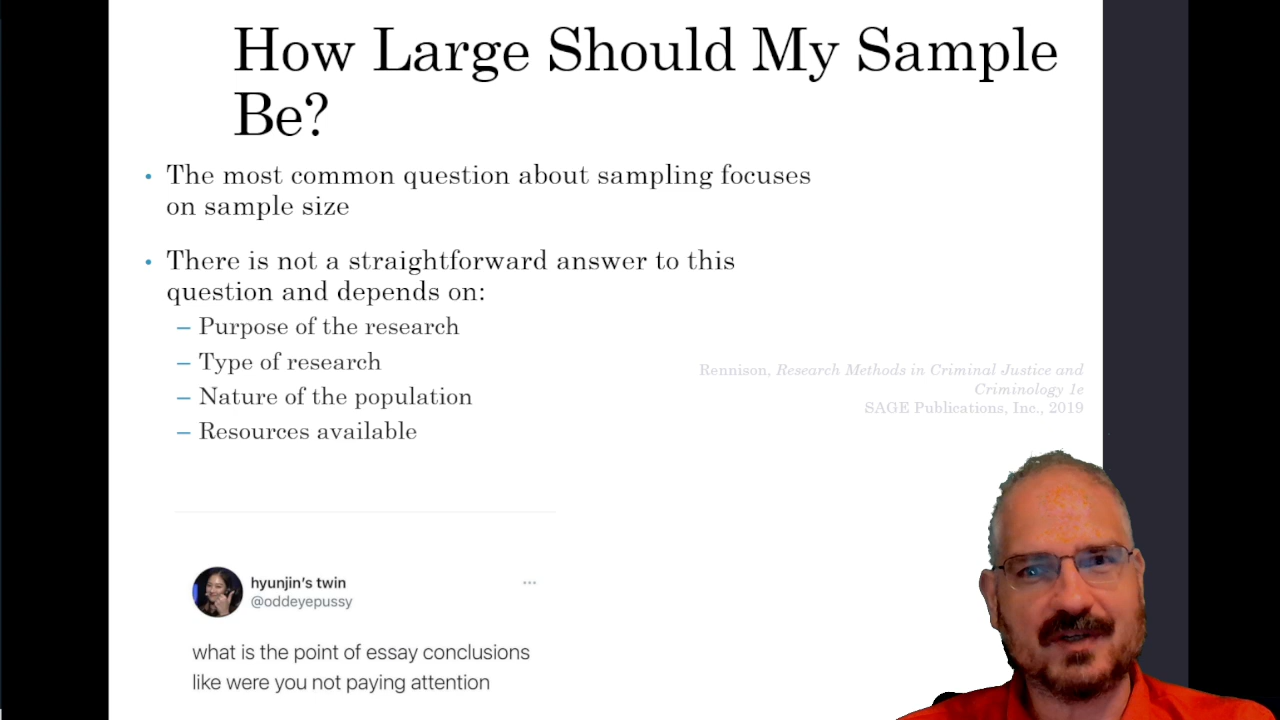 How Large Should My Sample
Be?
• The most common question about sampling focuses
on sample size
• There is not a straightforward answer to this
question and depends on:
– Purpose of the research
– Type of research
– Nature of the population
– Resources available
Rennison, Research Methods in Criminal Justice and
Criminology 1e
SAGE Publications, Inc., 2019
hyunjin's twin
@oddeyepussy
what is the point of essay conclusions
like were you not paying attention